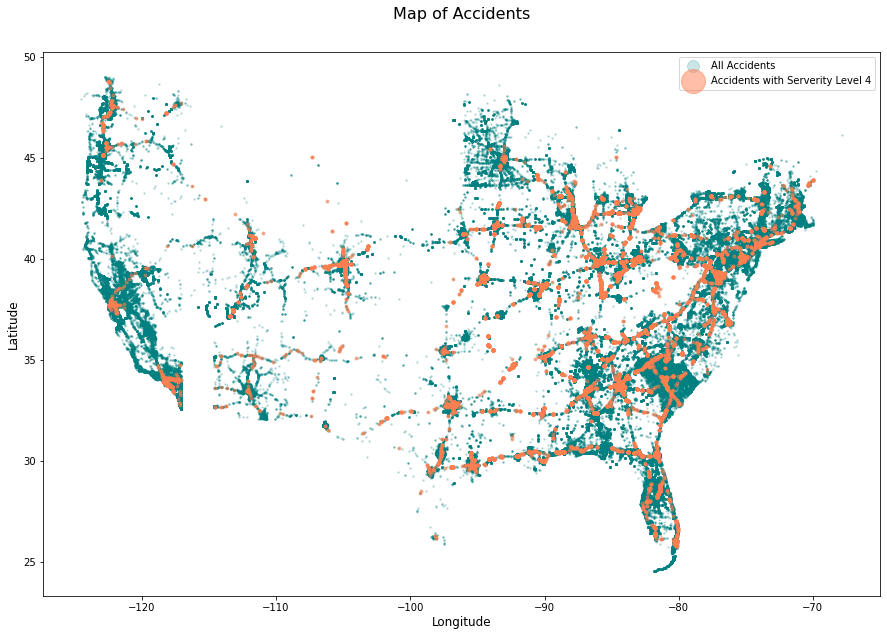 Map of Accidents
All Accidents
Accidents with Serverity Level 4
Latitude
50
45
40
35
30
25
−120
−110
−100
−90
−80
−70
Longitude